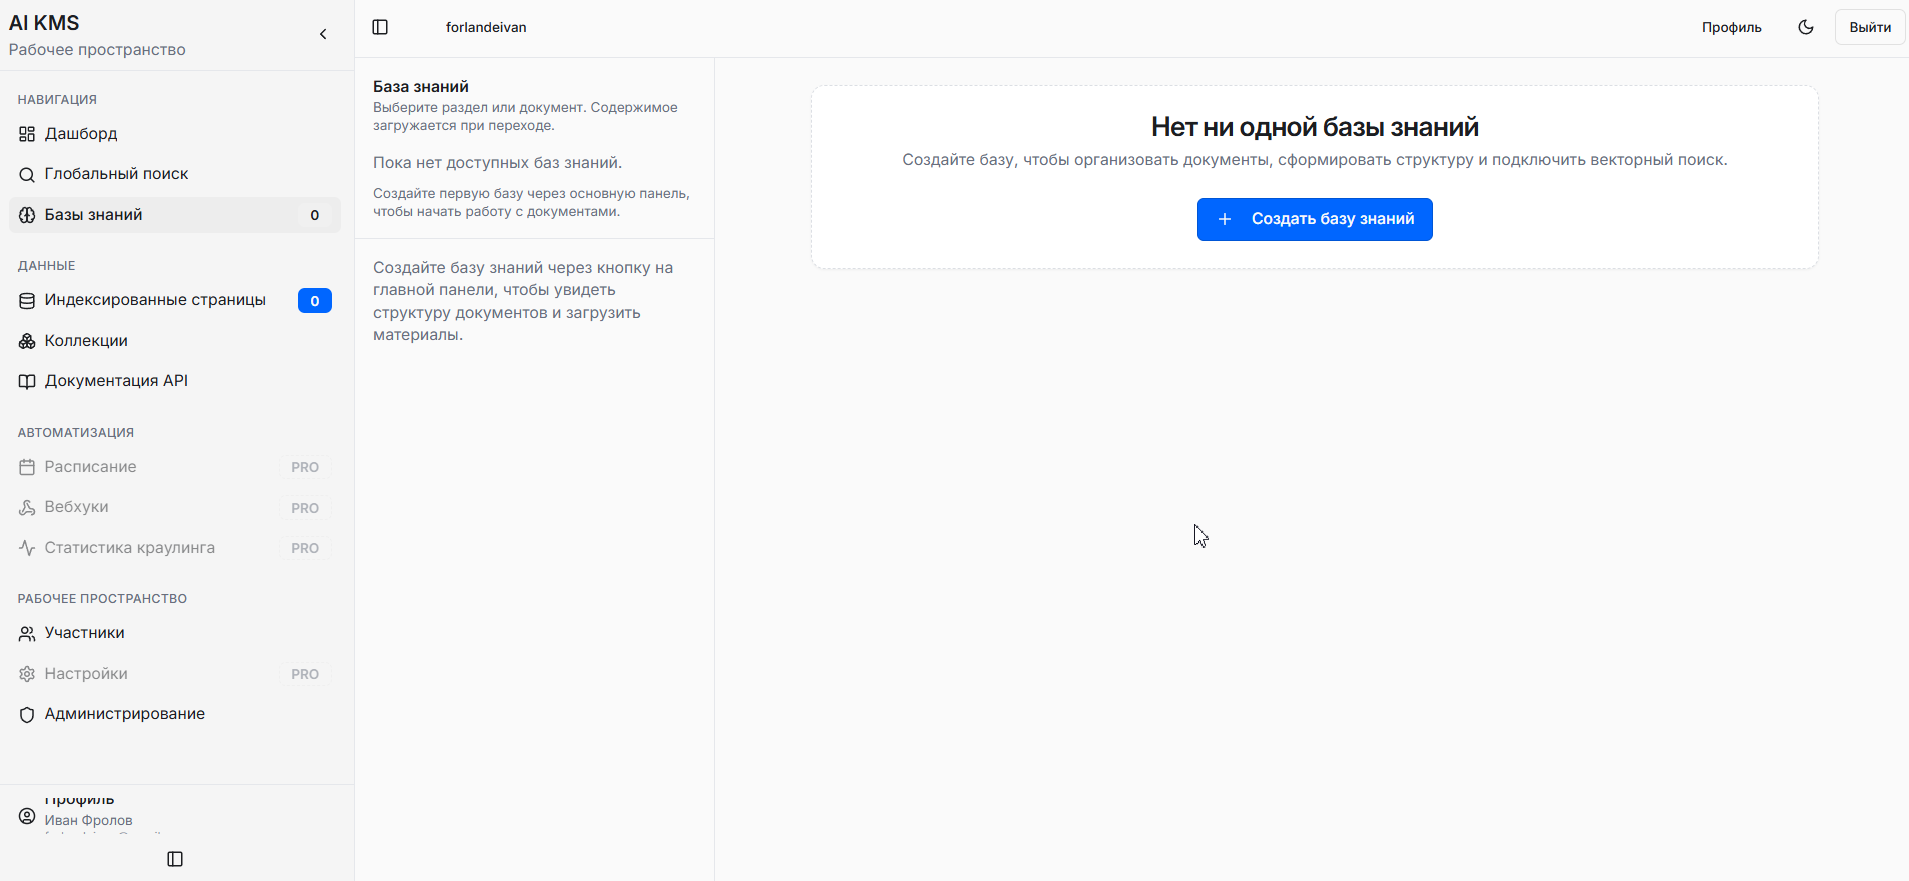 AI KMS
Рабочее пространство
НАВИГАЦИЯ
Дашборд
Глобальный поиск
Базы знаний 0
ДАННЫЕ
Индексированные страницы 0
Коллекции
Документация API
АВТОМАТИЗАЦИЯ
Расписание PRO
Вебхуки PRO
Статистика краулинга PRO
РАБОЧЕЕ ПРОСТРАНСТВО
Участники
Настройки PRO
Администрирование
Профиль
Иван Фролов
forlandeivan
Профиль
Выйти
База знаний
Выберите раздел или документ. Содержимое
загружается при переходе.
Пока нет доступных баз знаний.
Создайте первую базу через основную панель,
чтобы начать работу с документами.
Создайте базу знаний через кнопку на
главной панели, чтобы увидеть
структуру документов и загрузить
материалы.
Нет ни одной базы знаний
Создайте базу, чтобы организовать документы, сформировать структуру и подключить векторный поиск.
Создать базу знаний